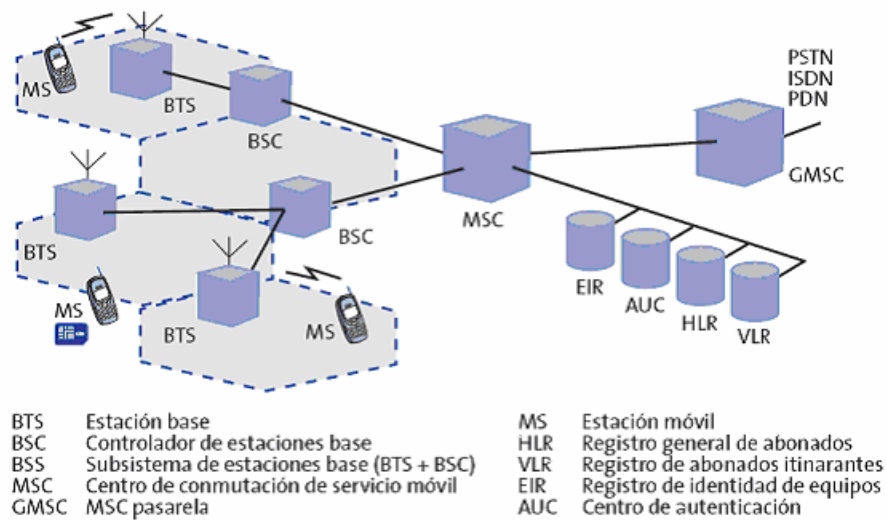 MS
BTS
BSC
PSTN
ISDN
PDN
GMSC
MSC
BTS
BSC
MS
BTS
MS
EIR
AUC
HLR
VLR
BTS Estación base
BSC Controlador de estaciones base
BSS Subsistema de estaciones base (BTS + BSC)
MSC Centro de conmutación de servicio móvil
GMSC MSC pasarela
MS Estación móvil
HLR Registro general de abonados
VLR Registro de abonados itinarantes
EIR Registro de identidad de equipos
AUC Centro de autenticación